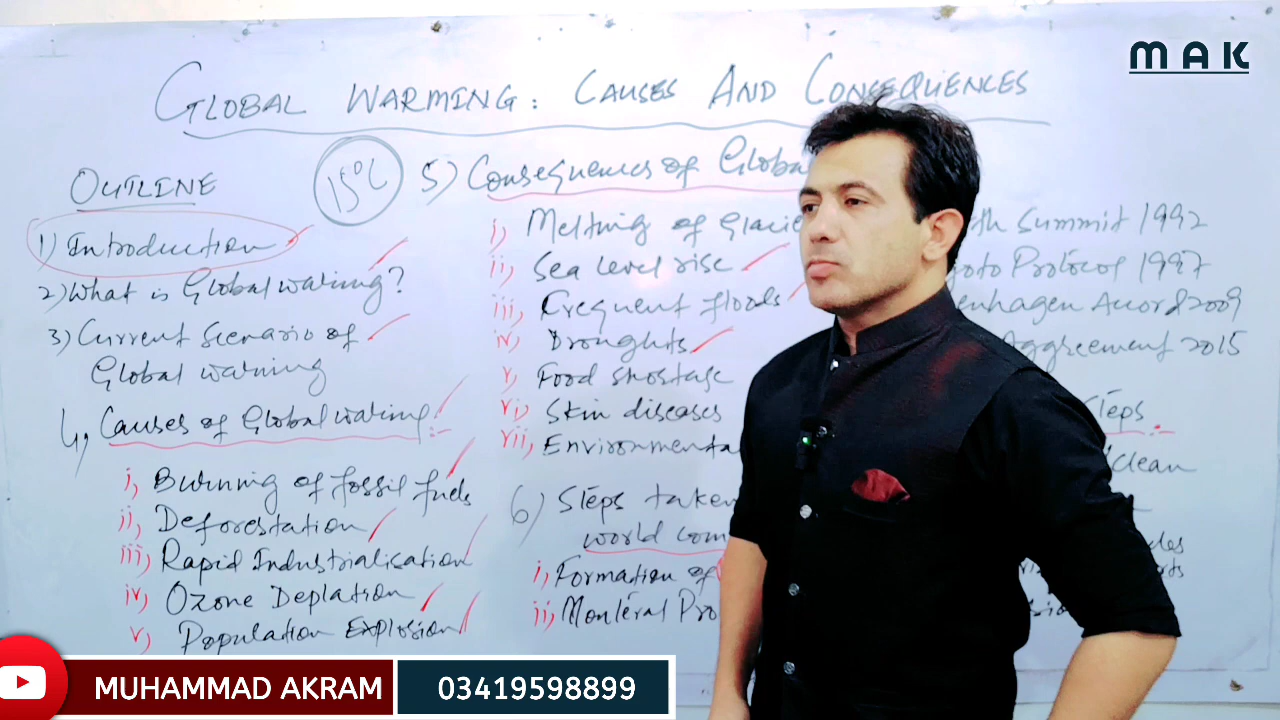 MAK
GLOBAL WARMING: CAUSES AND CONSEQUENCES
OUTLINE
15°C
1) Introduction
2) What is Global warming?
3) Current Scenario of
Global warming
4) Causes of Global warming:-
i) Burning of fossil fuels
ii) Deforestation
iii) Rapid Industrialisation
iv) Ozone Depletion
v) Population Explosion
5) Consequences of Globa
i) Melting of Glacie
ii) Sea level rise
iii) Frequent floods
iv) Droughts
v) Food shostage
vi) Skin diseases
vii) Environmenta
6) Steps taken
world com
i) Formation of
ii) Montéral Pro
th Summit 1992
yoto Protocol 1997
enhagen Accord 2009
Aggreement 2015
Steps:-
clean
MUHAMMAD AKRAM
03419598899